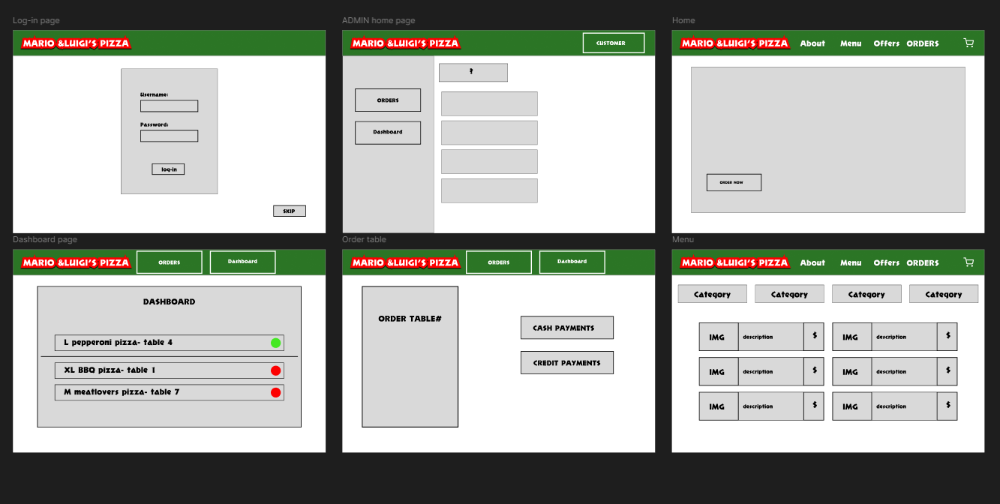 Log-in page
MARIO &LUIGI'S PIZZA
Username:
Password:
log-in
SKIP
ADMIN home page
MARIO &LUIGI'S PIZZA
CUSTOMER
?
ORDERS
Dashboard
Home
MARIO &LUIGI'S PIZZA About Menu Offers ORDERS
ORDER NOW
Dashboard page
MARIO &LUIGI'S PIZZA ORDERS Dashboard
DASHBOARD
L pepperoni pizza- table 4
XL BBQ pizza- table 1
M meatlovers pizza- table 7
Order table
MARIO &LUIGI'S PIZZA ORDERS Dashboard
ORDER TABLE#
CASH PAYMENTS
CREDIT PAYMENTS
Menu
MARIO &LUIGI'S PIZZA About Menu Offers ORDERS
Category Category Category Category
IMG description $ IMG description $
IMG description $ IMG description $
IMG description $ IMG description $